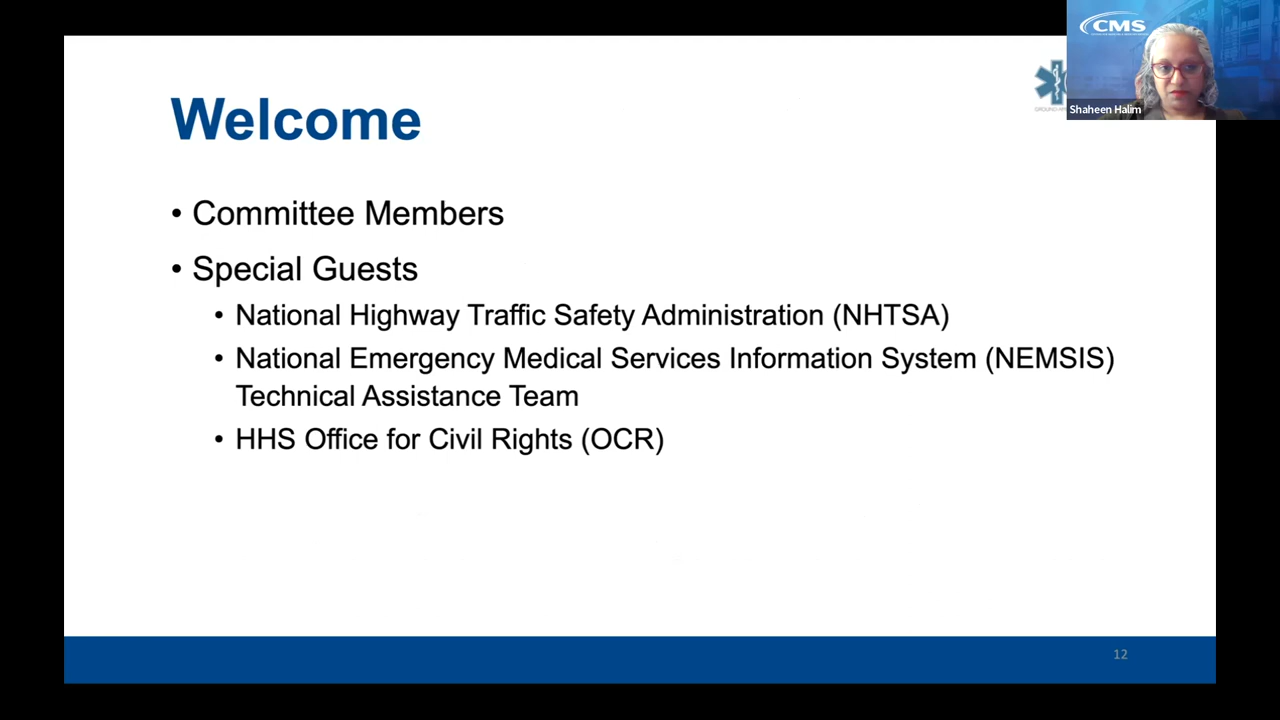 CMS
Shaheen Halim
Welcome
• Committee Members
• Special Guests
• National Highway Traffic Safety Administration (NHTSA)
• National Emergency Medical Services Information System (NEMSIS)
Technical Assistance Team
• HHS Office for Civil Rights (OCR)
12